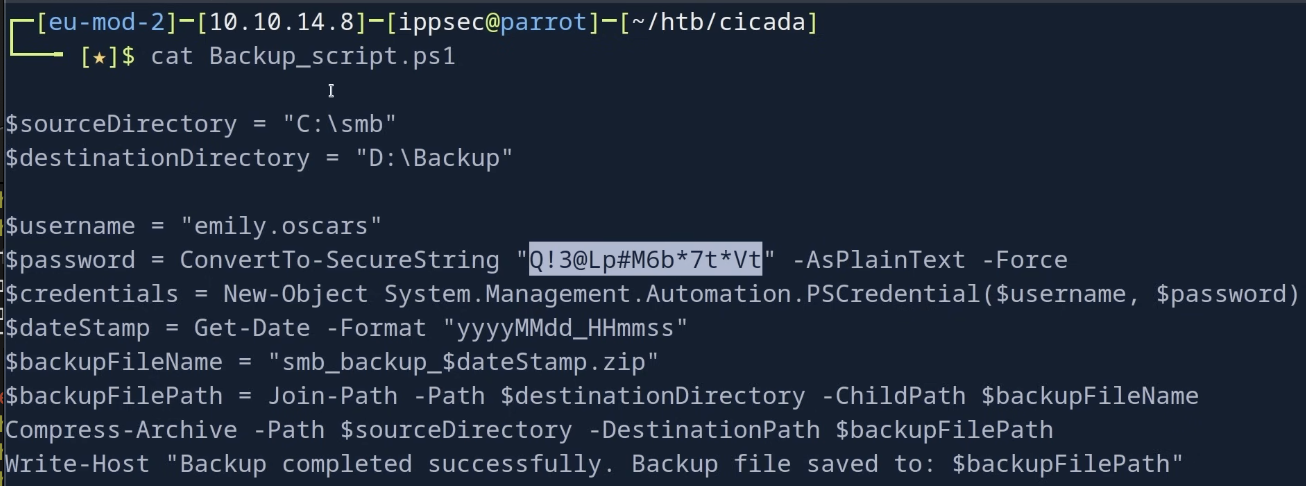 [eu-mod-2]─[10.10.14.8]─[ippsec@parrot]─[~/htb/cicada]
[★]$ cat Backup_script.ps1
$sourceDirectory = "C:\smb"
$destinationDirectory = "D:\Backup"
$username = "emily.oscars"
$password = ConvertTo-SecureString "Q!3@Lp#M6b*7t*Vt" -AsPlainText -Force
$credentials = New-Object System.Management.Automation.PSCredential($username, $password)
$dateStamp = Get-Date -Format "yyyyMMdd_HHmmss"
$backupFileName = "smb_backup_$dateStamp.zip"
$backupFilePath = Join-Path -Path $destinationDirectory -ChildPath $backupFileName
Compress-Archive -Path $sourceDirectory -DestinationPath $backupFilePath
Write-Host "Backup completed successfully. Backup file saved to: $backupFilePath"